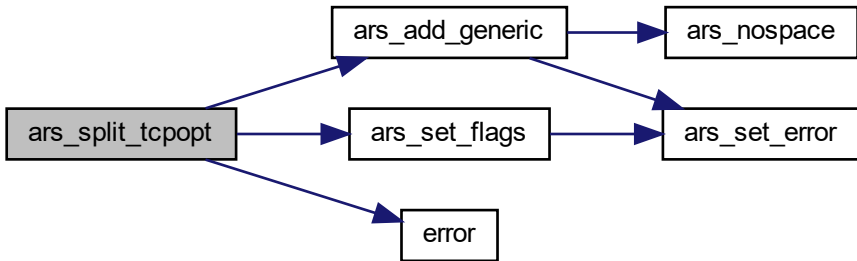 ars_add_generic
ars_nospace
ars_split_tcpopt
ars_set_flags
ars_set_error
error